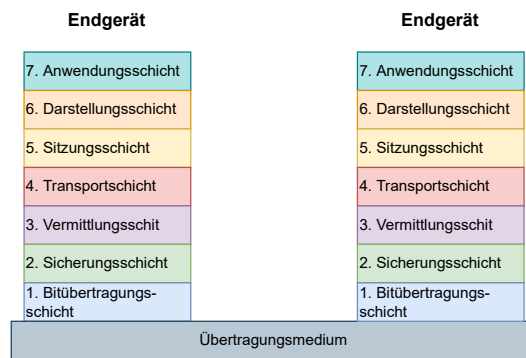 Endgerät
7. Anwendungsschicht
6. Darstellungsschicht
5. Sitzungsschicht
4. Transportschicht
3. Vermittlungsschit
2. Sicherungsschicht
1. Bitübertragungs-
schicht
Endgerät
7. Anwendungsschicht
6. Darstellungsschicht
5. Sitzungsschicht
4. Transportschicht
3. Vermittlungsschit
2. Sicherungsschicht
1. Bitübertragungs-
schicht
Übertragungsmedium